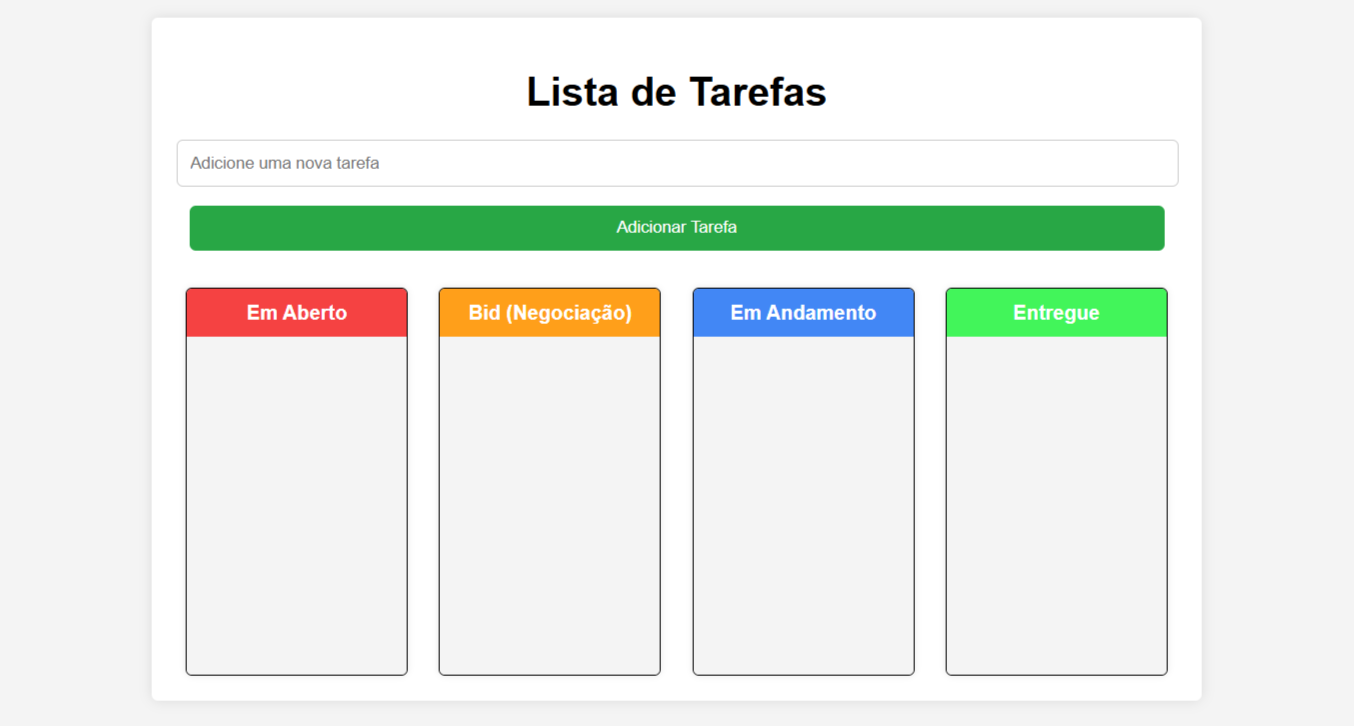 Lista de Tarefas
Adicione uma nova tarefa
Adicionar Tarefa
Em Aberto
Bid (Negociação)
Em Andamento
Entregue